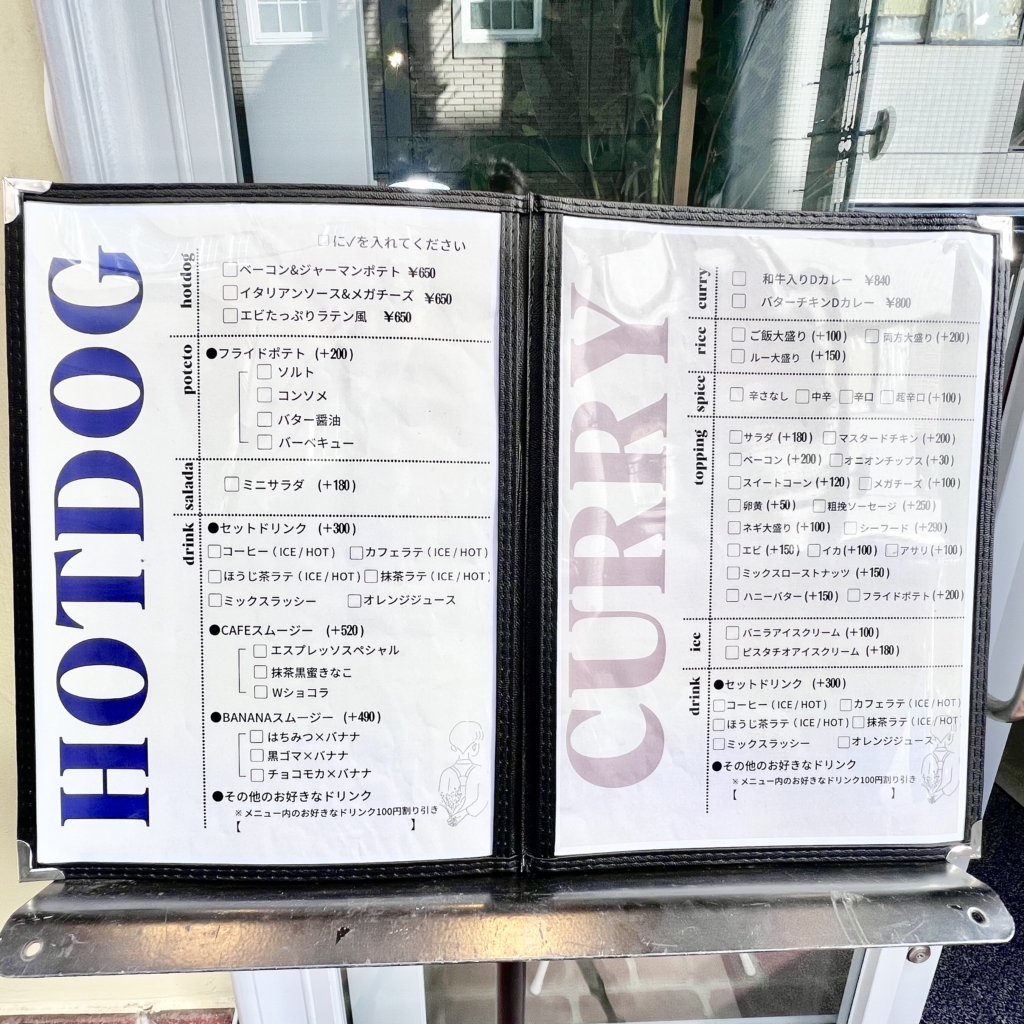 HOTDOG
□に✓を入れてください
hotdog
□ベーコン&ジャーマンポテト ¥650
□イタリアンソース&メガチーズ ¥650
□エビたっぷりラテン風 ¥650
poteto
●フライドポテト (+200)
□ ソルト
□ コンソメ
□ バター醤油
□ バーベキュー
salada
□ミニサラダ (+180)
drink
●セットドリンク (+300)
□コーヒー ( ICE / HOT ) □カフェラテ ( ICE / HOT )
□ほうじ茶ラテ ( ICE / HOT ) □抹茶ラテ ( ICE / HOT )
□ミックスラッシー □オレンジジュース
●CAFEスムージー (+520)
□エスプレッソスペシャル
□抹茶黒蜜きなこ
□Wショコラ
●BANANAスムージー (+490)
□はちみつ×バナナ
□黒ゴマ×バナナ
□チョコモカ×バナナ
●その他のお好きなドリンク
※メニュー内のお好きなドリンク100円割り引き
【 】
CURRY
curry
□ 和牛入りDカレー ¥840
□ バターチキンDカレー ¥800
rice
□ご飯大盛り (+100) □両方大盛り (+200)
□ルー大盛り (+150)
spice
□辛さなし □中辛 □辛口 □超辛口 (+100)
topping
□サラダ (+180) □マスタードチキン (+200)
□ベーコン (+200) □オニオンチップス (+30)
□スイートコーン (+120) □メガチーズ (+100)
□卵黄 (+50) □粗挽ソーセージ (+250)
□ネギ大盛り (+100) □シーフード (+290)
□エビ (+150) □イカ (+100) □アサリ (+100)
□ミックスローストナッツ (+150)
□ハニーバター (+150) □フライドポテト (+200)
ice
□バニラアイスクリーム (+100)
□ピスタチオアイスクリーム (+180)
drink
●セットドリンク (+300)
□コーヒー ( ICE / HOT ) □カフェラテ ( ICE / HOT )
□ほうじ茶ラテ ( ICE / HOT ) □抹茶ラテ ( ICE / HOT
□ミックスラッシー □オレンジジュース
●その他のお好きなドリンク
※メニュー内のお好きなドリンク100円割り引き
【 】